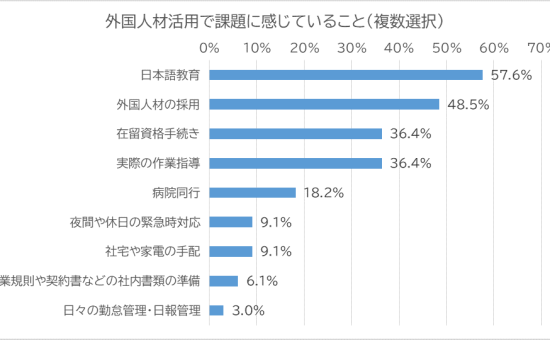 外国人材活用で課題に感じていること（複数選択）
0% 10% 20% 30% 40% 50% 60% 70%
日本語教育 57.6%
外国人材の採用 48.5%
在留資格手続き 36.4%
実際の作業指導 36.4%
病院同行 18.2%
夜間や休日の緊急時対応 9.1%
社宅や家電の手配 9.1%
業規則や契約書などの社内書類の準備 6.1%
日々の勤怠管理・日報管理 3.0%